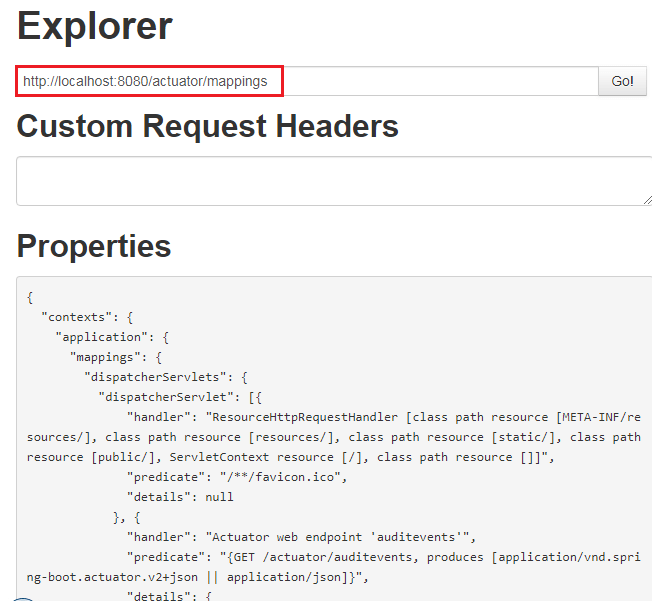 Explorer
http://localhost:8080/actuator/mappings
Go!
Custom Request Headers
Properties
{
"contexts": {
"application": {
"mappings": {
"dispatcherServlets": {
"dispatcherServlet": [{
"handler": "ResourceHttpRequestHandler [class path resource [META-INF/re
sources/], class path resource [resources/], class path resource [static/], class path
resource [public/], ServletContext resource [/], class path resource []]",
"predicate": "/**/favicon.ico",
"details": null
}, {
"handler": "Actuator web endpoint 'auditevents'",
"predicate": "{GET /actuator/auditevents, produces [application/vnd.spri
ng-boot.actuator.v2+json || application/json]}",
"details": {